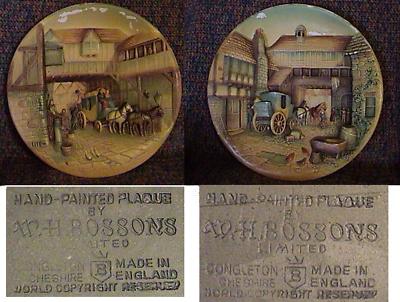 HAND-PAINTED PLAQUE
BY
W.H. BOSSONS
LIMITED
CONGLETON
CHESHIRE
B
MADE IN
ENGLAND
WORLD COPYRIGHT RESERVED
HAND-PAINTED PLAQUE
BY
W.H. BOSSONS
LIMITED
CONGLETON
CHESHIRE
B
MADE IN
ENGLAND
WORLD COPYRIGHT RESERVED